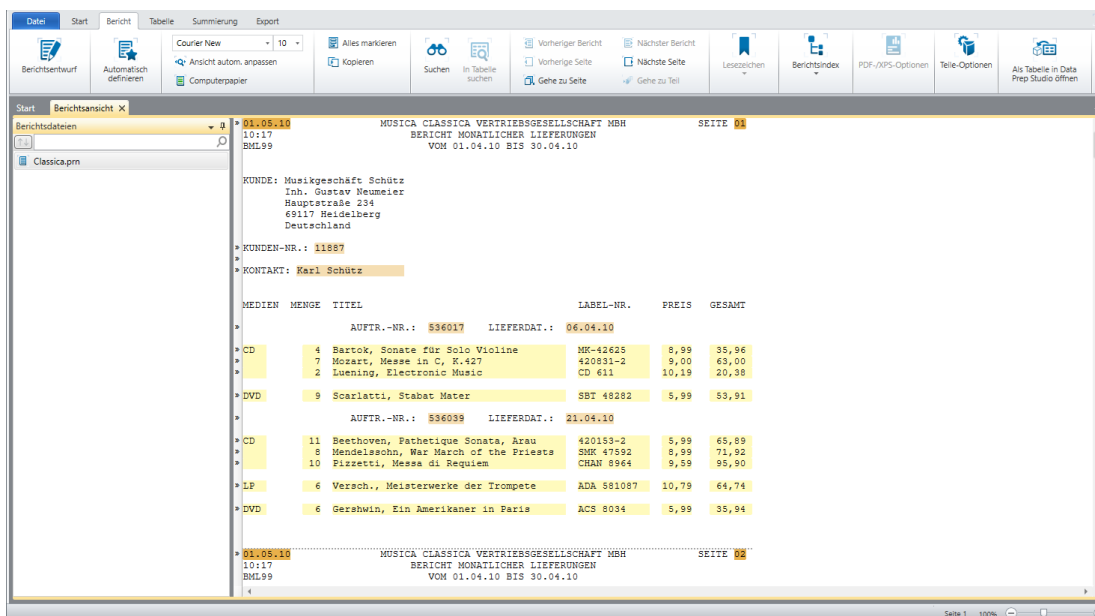 Datei Start Bericht Tabelle Summierung Export
Berichtsentwurf
Automatisch definieren
Courier New 10
Ansicht autom. anpassen
Computerpapier
Alles markieren
Kopieren
Suchen
In Tabelle suchen
Vorheriger Bericht
Vorherige Seite
Gehe zu Seite
Nächster Bericht
Nächste Seite
Gehe zu Teil
Lesezeichen
Berichtsindex
PDF-/XPS-Optionen
Teile-Optionen
Als Tabelle in Data Prep Studio öffnen
Start Berichtsansicht
Berichtsdateien
Classica.prn
01.05.10 MUSICA CLASSICA VERTRIEBSGESELLSCHAFT MBH SEITE 01
10:17 BERICHT MONATLICHER LIEFERUNGEN
BML99 VOM 01.04.10 BIS 30.04.10
KUNDE: Musikgeschäft Schütz
Inh. Gustav Neumeier
Hauptstraße 234
69117 Heidelberg
Deutschland
KUNDEN-NR.: 11887
KONTAKT: Karl Schütz
MEDIEN MENGE TITEL LABEL-NR. PREIS GESAMT
AUFTR.-NR.: 536017 LIEFERDAT.: 06.04.10
CD 4 Bartok, Sonate für Solo Violine MK-42625 8,99 35,96
7 Mozart, Messe in C, K.427 420831-2 9,00 63,00
2 Luening, Electronic Music CD 611 10,19 20,38
DVD 9 Scarlatti, Stabat Mater SBT 48282 5,99 53,91
AUFTR.-NR.: 536039 LIEFERDAT.: 21.04.10
CD 11 Beethoven, Pathetique Sonata, Arau 420153-2 5,99 65,89
8 Mendelssohn, War March of the Priests SMK 47592 8,99 71,92
10 Pizzetti, Messa di Requiem CHAN 8964 9,59 95,90
LP 6 Versch., Meisterwerke der Trompete ADA 581087 10,79 64,74
DVD 6 Gershwin, Ein Amerikaner in Paris ACS 8034 5,99 35,94
01.05.10 MUSICA CLASSICA VERTRIEBSGESELLSCHAFT MBH SEITE 02
10:17 BERICHT MONATLICHER LIEFERUNGEN
BML99 VOM 01.04.10 BIS 30.04.10
Seite 1 100%